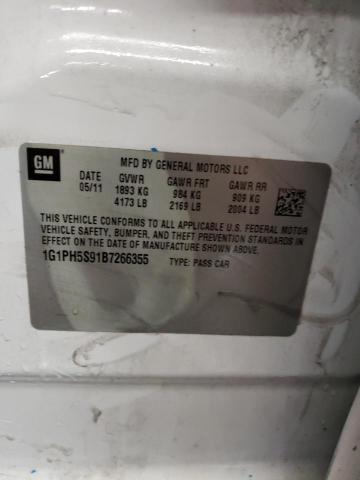 GM
MFD BY GENERAL MOTORS LLC
DATE GVWR GAWR FRT GAWR RR
05/11 1893 KG 984 KG 909 KG
4173 LB 2169 LB 2004 LB
THIS VEHICLE CONFORMS TO ALL APPLICABLE U.S. FEDERAL MOTOR
VEHICLE SAFETY, BUMPER, AND THEFT PREVENTION STANDARDS IN
EFFECT ON THE DATE OF MANUFACTURE SHOWN ABOVE.
1G1PH5S91B7266355 TYPE: PASS CAR